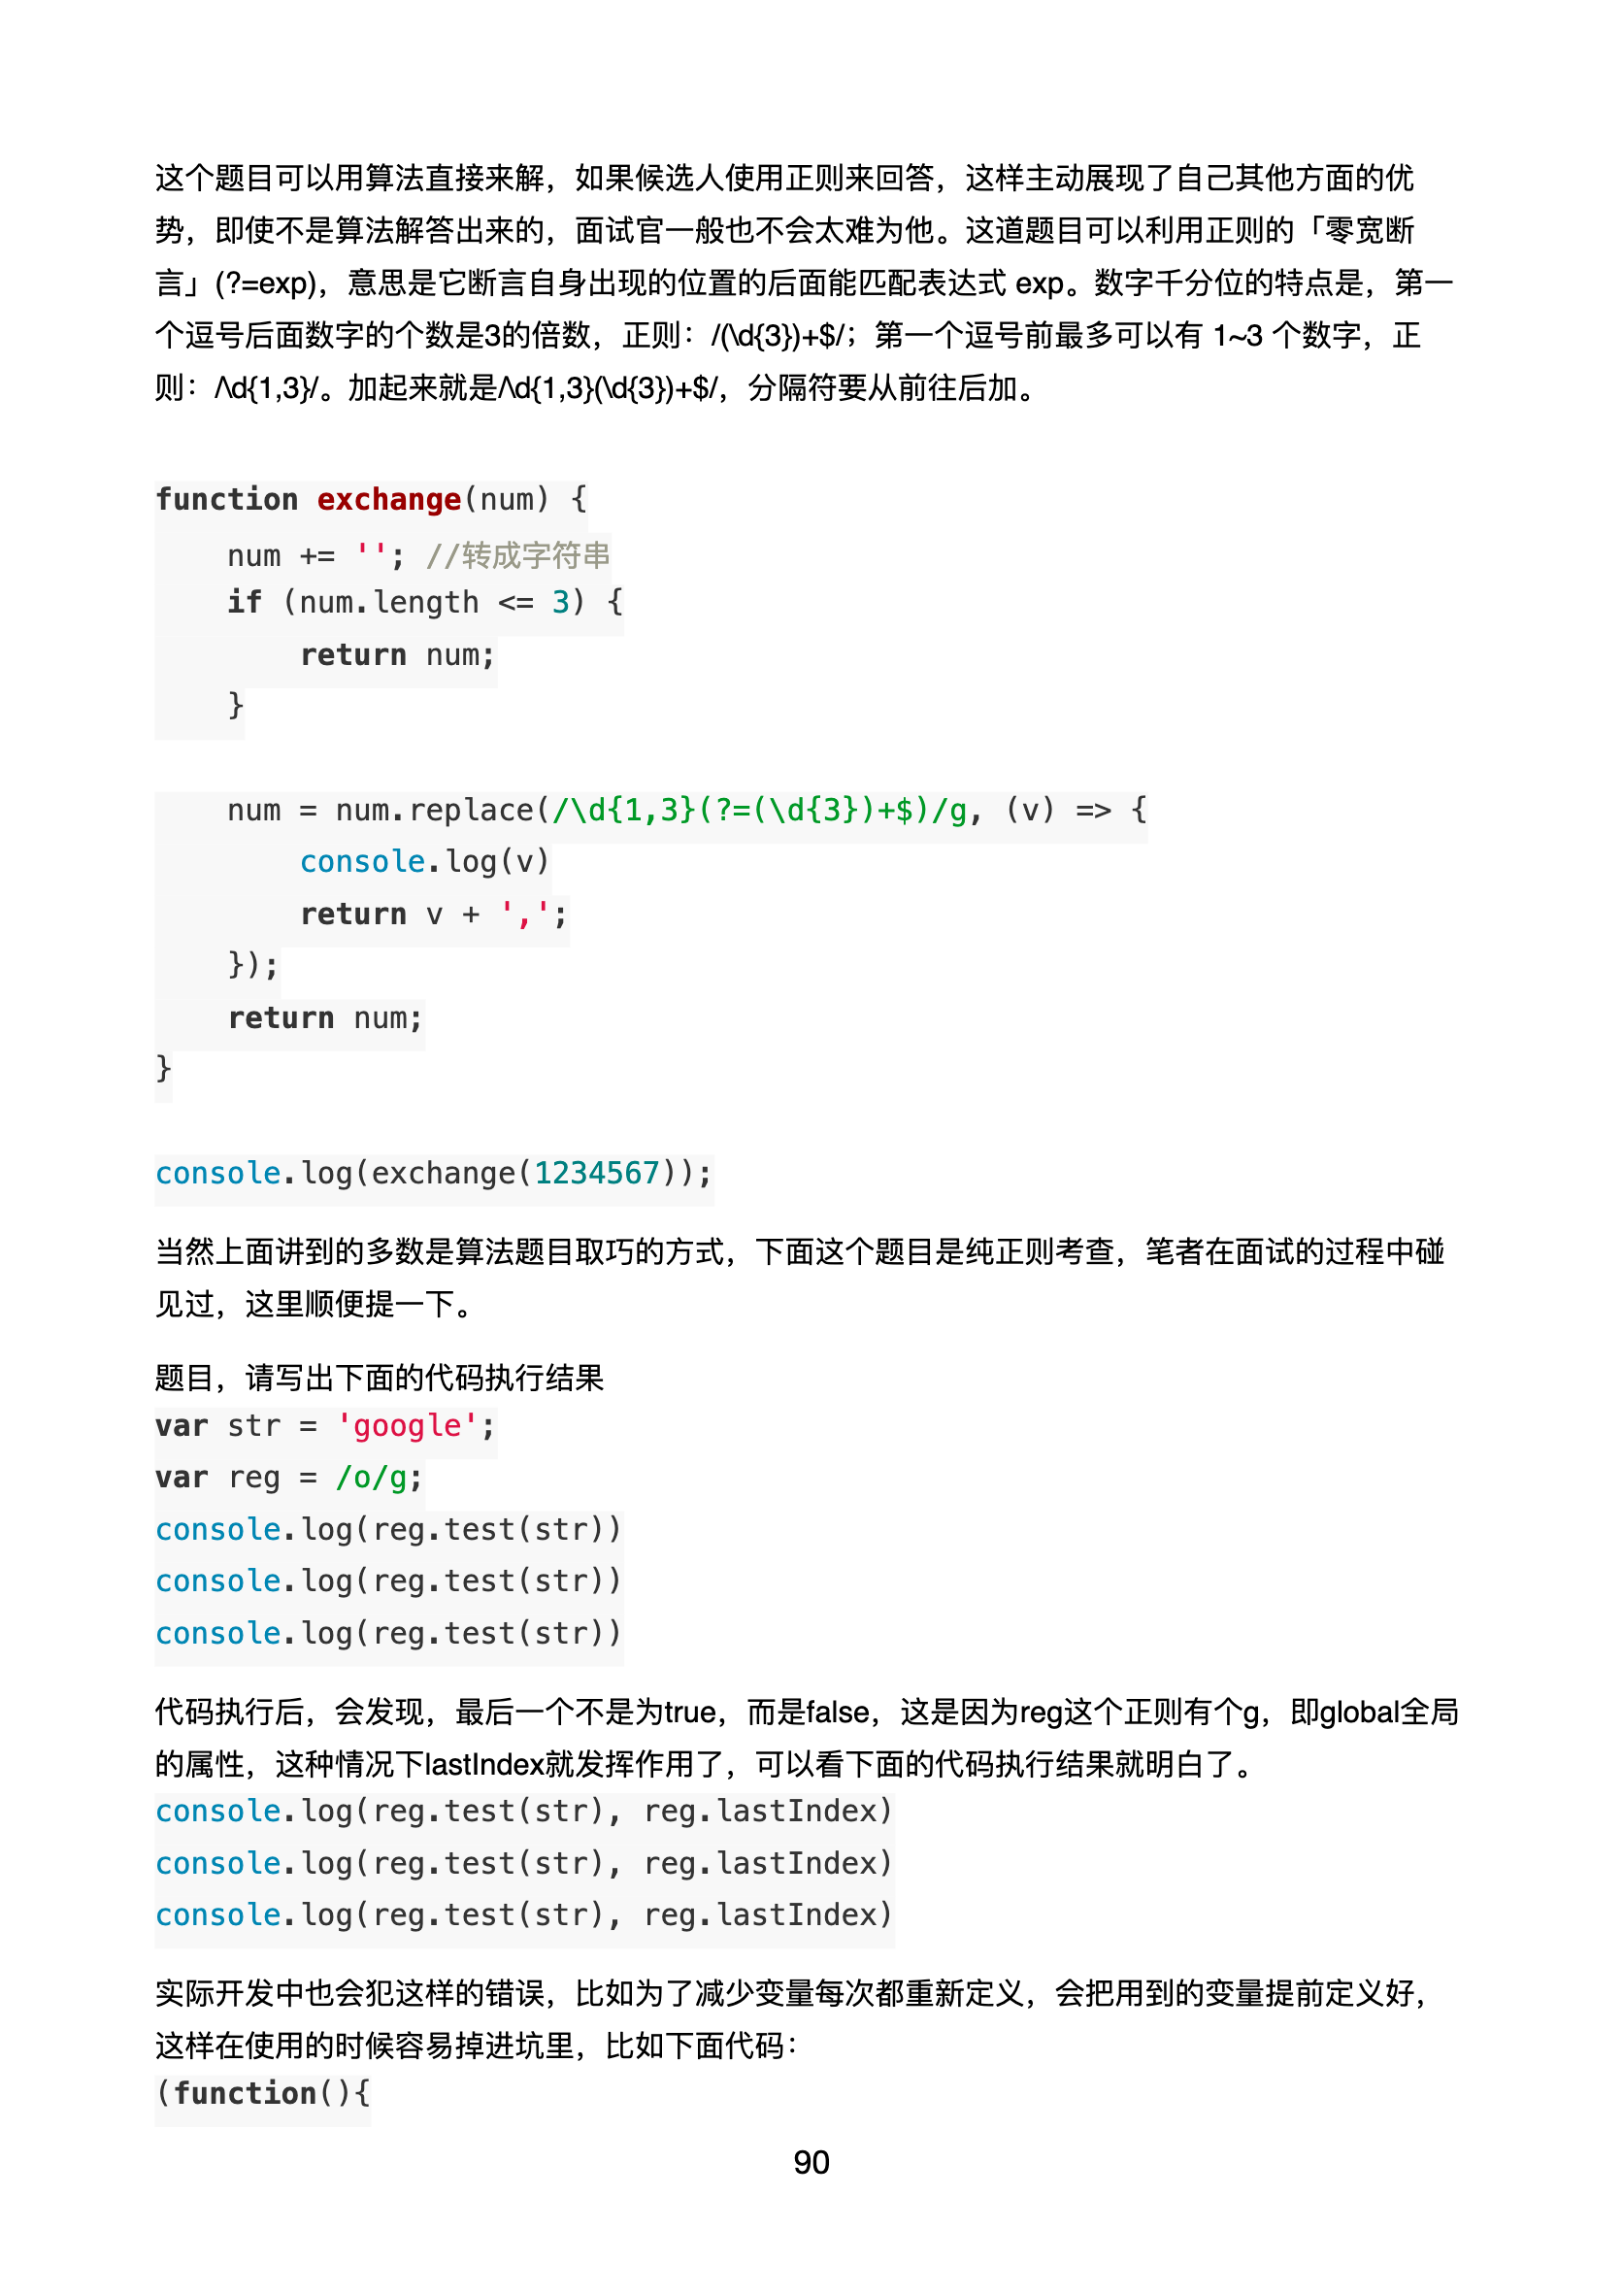 这个题目可以用算法直接来解，如果候选人使用正则来回答，这样主动展现了自己其他方面的优
势，即使不是算法解答出来的，面试官一般也不会太难为他。这道题目可以利用正则的「零宽断
言」(?=exp)，意思是它断言自身出现的位置的后面能匹配表达式 exp。数字千分位的特点是，第一
个逗号后面数字的个数是3的倍数，正则：/(\d{3})+$/；第一个逗号前最多可以有 1~3 个数字，正
则：/\d{1,3}/。加起来就是/\d{1,3}(\d{3})+$/，分隔符要从前往后加。
function exchange(num) {
    num += ''; //转成字符串
    if (num.length <= 3) {
        return num;
    }
    num = num.replace(/\d{1,3}(?=(\d{3})+$)/g, (v) => {
        console.log(v)
        return v + ',';
    });
    return num;
}
console.log(exchange(1234567));
当然上面讲到的多数是算法题目取巧的方式，下面这个题目是纯正则考查，笔者在面试的过程中碰
见过，这里顺便提一下。
题目，请写出下面的代码执行结果
var str = 'google';
var reg = /o/g;
console.log(reg.test(str))
console.log(reg.test(str))
console.log(reg.test(str))
代码执行后，会发现，最后一个不是为true，而是false，这是因为reg这个正则有个g，即global全局
的属性，这种情况下lastIndex就发挥作用了，可以看下面的代码执行结果就明白了。
console.log(reg.test(str), reg.lastIndex)
console.log(reg.test(str), reg.lastIndex)
console.log(reg.test(str), reg.lastIndex)
实际开发中也会犯这样的错误，比如为了减少变量每次都重新定义，会把用到的变量提前定义好，
这样在使用的时候容易掉进坑里，比如下面代码：
(function(){
90